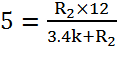 5 = R₂×12 / 3.4k+R₂